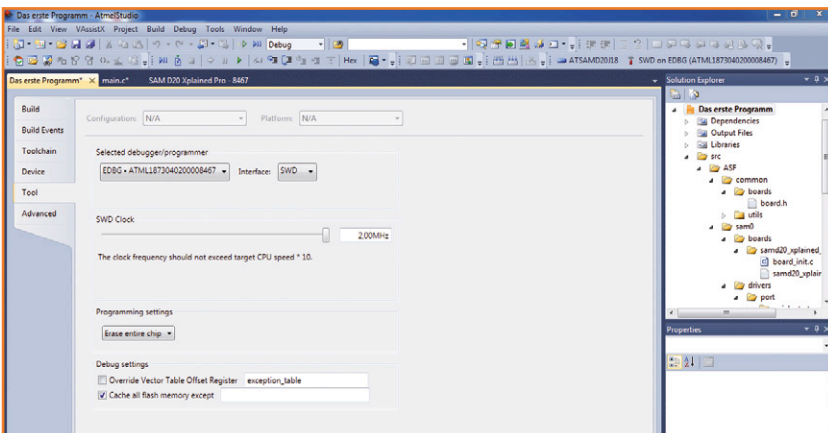 Das erste Programm - AtmelStudio
File Edit View VAssistX Project Build Debug Tools Window Help
Debug
Hex ATSAMD20J18 SWD on EDBG (ATML1873040200008467)
Das erste Programm* main.c* SAM D20 Xplained Pro - 8467
Build
Build Events
Toolchain
Device
Tool
Advanced
Configuration: N/A Platform: N/A
Selected debugger/programmer
EDBG • ATML1873040200008467 Interface: SWD
SWD Clock
2.00MHz
The clock frequency should not exceed target CPU speed * 10.
Programming settings
Erase entire chip
Debug settings
Override Vector Table Offset Register exception_table
Cache all flash memory except
Solution Explorer
Das erste Programm
Dependencies
Output Files
Libraries
src
ASF
common
boards
board.h
utils
sam0
boards
samd20_xplained_
board_init.c
samd20_xplair
drivers
port
Properties